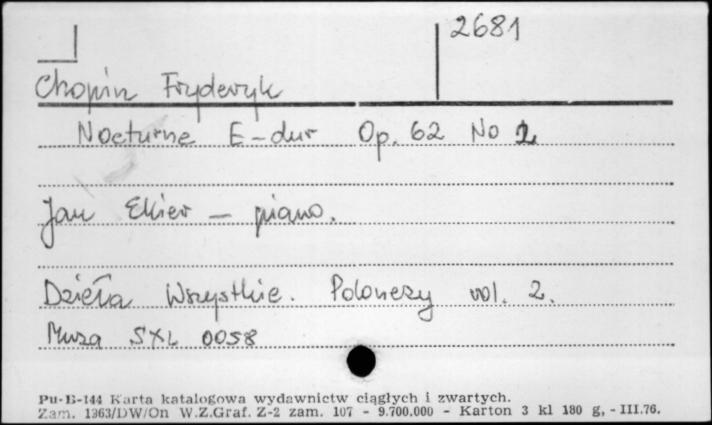 2681
Chopin Fryderyk
Nocturne E-dur Op. 62 No 2
Jan Ekier - piano.
Dzieła Wszystkie. Polonezy vol. 2.
Muza SXL 0058
Pu-B-144 Karta katalogowa wydawnictw ciągłych i zwartych.
Zam. 1363/DW/On W.Z.Graf. Z-2 zam. 107 - 9.700.000 - Karton 3 kl 180 g, - III.76.